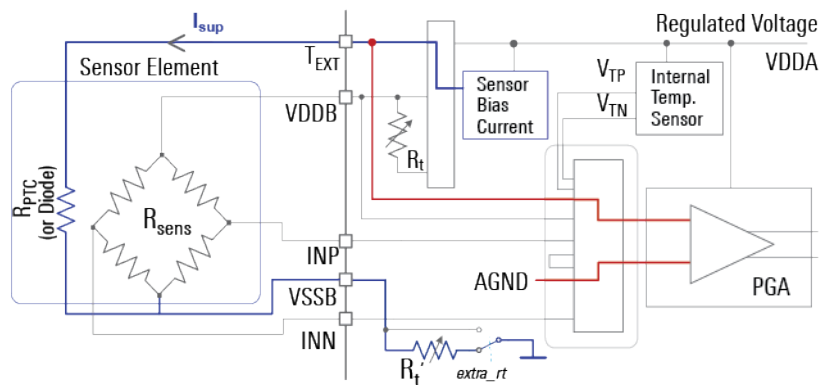 Isup
Regulated Voltage
TEXT
VDDA
Sensor Element
VTP
Internal
Temp.
Sensor
Sensor
Bias
Current
VDDB
VTN
Rt
RPTC
(or Diode)
Rsens
INP
AGND
VSSB
PGA
INN
Rt'
extra_rt